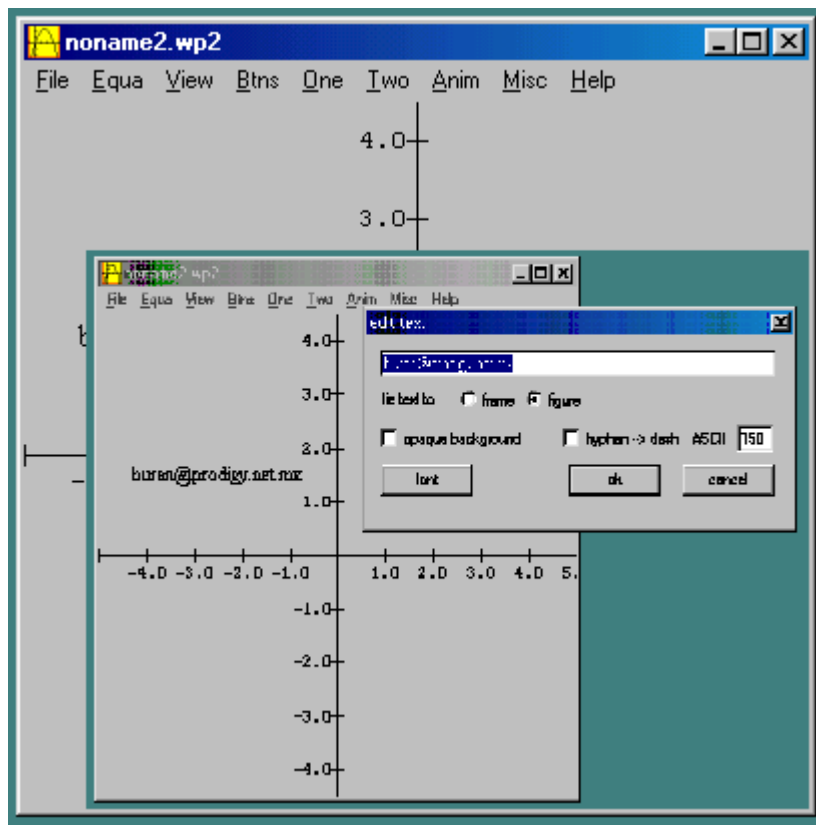 noname2.wp2
File Equa View Btns One Two Anim Misc Help
4.0
3.0
b
-
noname2.wp2
File Equa View Btns One Two Anim Misc Help
4.0
3.0
2.0
buran@prodigy.net.mx
1.0
-4.0 -3.0 -2.0 -1.0 1.0 2.0 3.0 4.0 5.
-1.0
-2.0
-3.0
-4.0
edit text
tie text to frame figure
opaque background hyphen -> dash ASCII 150
font ok cancel